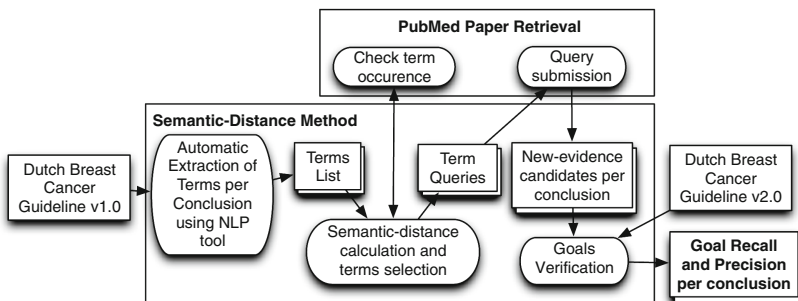 PubMed Paper Retrieval
Check term
occurence
Query
submission
Semantic-Distance Method
Automatic
Extraction of
Terms per
Conclusion
using NLP
tool
Terms
List
Term
Queries
New-evidence
candidates per
conclusion
Dutch Breast
Cancer
Guideline v1.0
Dutch Breast
Cancer
Guideline v2.0
Semantic-distance
calculation and
terms selection
Goals
Verification
Goal Recall
and Precision
per conclusion